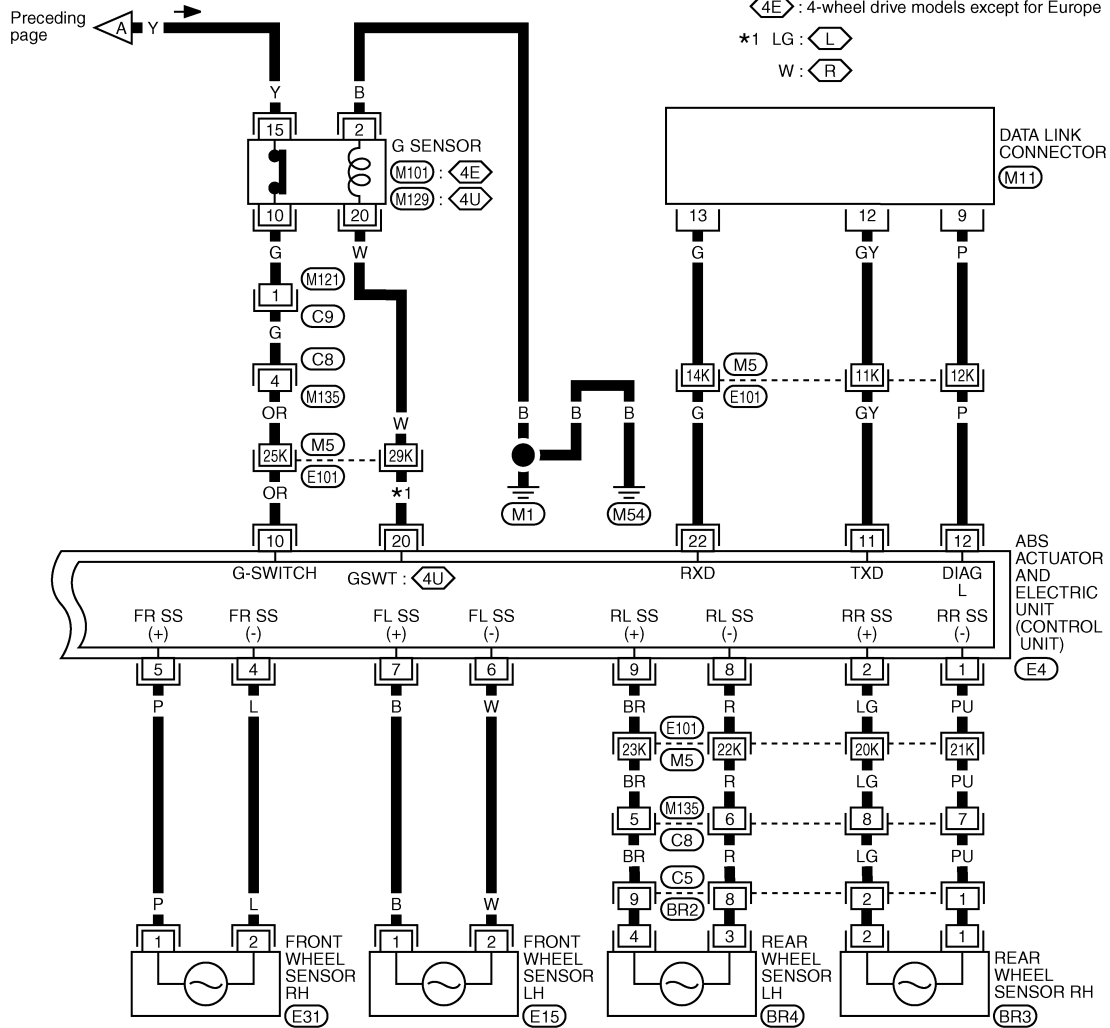 Preceding page
A Y
4E : 4-wheel drive models except for Europe
*1 LG : L
W : R
Y B
15 2
G SENSOR
M101 : 4E
M129 : 4U
10 20
G W
M121
1
C9
G
C8
4
M135
OR W
25K M5 E101 29K
OR *1
B B B
M1 M54
DATA LINK CONNECTOR
M11
13 12 9
G GY P
14K M5 E101 11K 12K
G GY P
10 20 22 11 12
G-SWITCH GSWT : 4U RXD TXD DIAG L
ABS ACTUATOR AND ELECTRIC UNIT (CONTROL UNIT)
E4
FR SS (+) FR SS (-) FL SS (+) FL SS (-) RL SS (+) RL SS (-) RR SS (+) RR SS (-)
5 4 7 6 9 8 2 1
P L B W BR R LG PU
23K E101 M5 22K 20K 21K
BR R LG PU
5 M135 C8 6 8 7
BR R LG PU
9 C5 BR2 8 2 1
P L B W
1 2 1 2 4 3 2 1
FRONT WHEEL SENSOR RH
E31
FRONT WHEEL SENSOR LH
E15
REAR WHEEL SENSOR LH
BR4
REAR WHEEL SENSOR RH
BR3